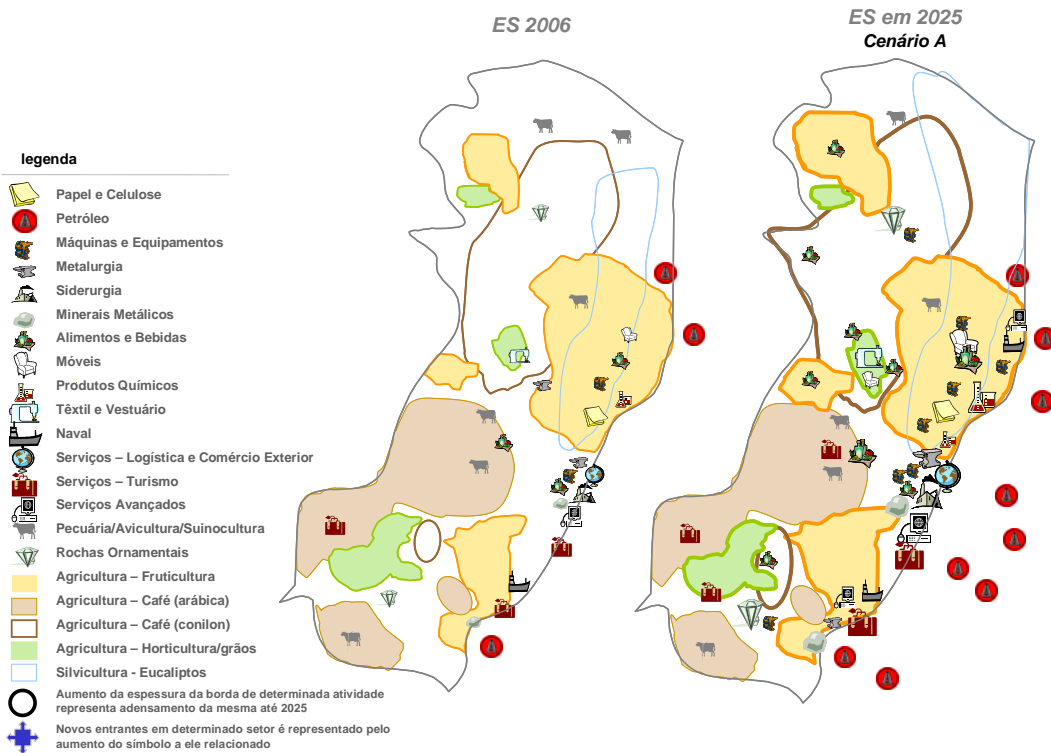 ES 2006
ES em 2025
Cenário A
legenda
Papel e Celulose
Petróleo
Máquinas e Equipamentos
Metalurgia
Siderurgia
Minerais Metálicos
Alimentos e Bebidas
Móveis
Produtos Químicos
Têxtil e Vestuário
Naval
Serviços – Logística e Comércio Exterior
Serviços – Turismo
Serviços Avançados
Pecuária/Avicultura/Suinocultura
Rochas Ornamentais
Agricultura – Fruticultura
Agricultura – Café (arábica)
Agricultura – Café (conilon)
Agricultura – Horticultura/grãos
Silvicultura - Eucaliptos
Aumento da espessura da borda de determinada atividade
representa adensamento da mesma até 2025
Novos entrantes em determinado setor é representado pelo
aumento do símbolo a ele relacionado